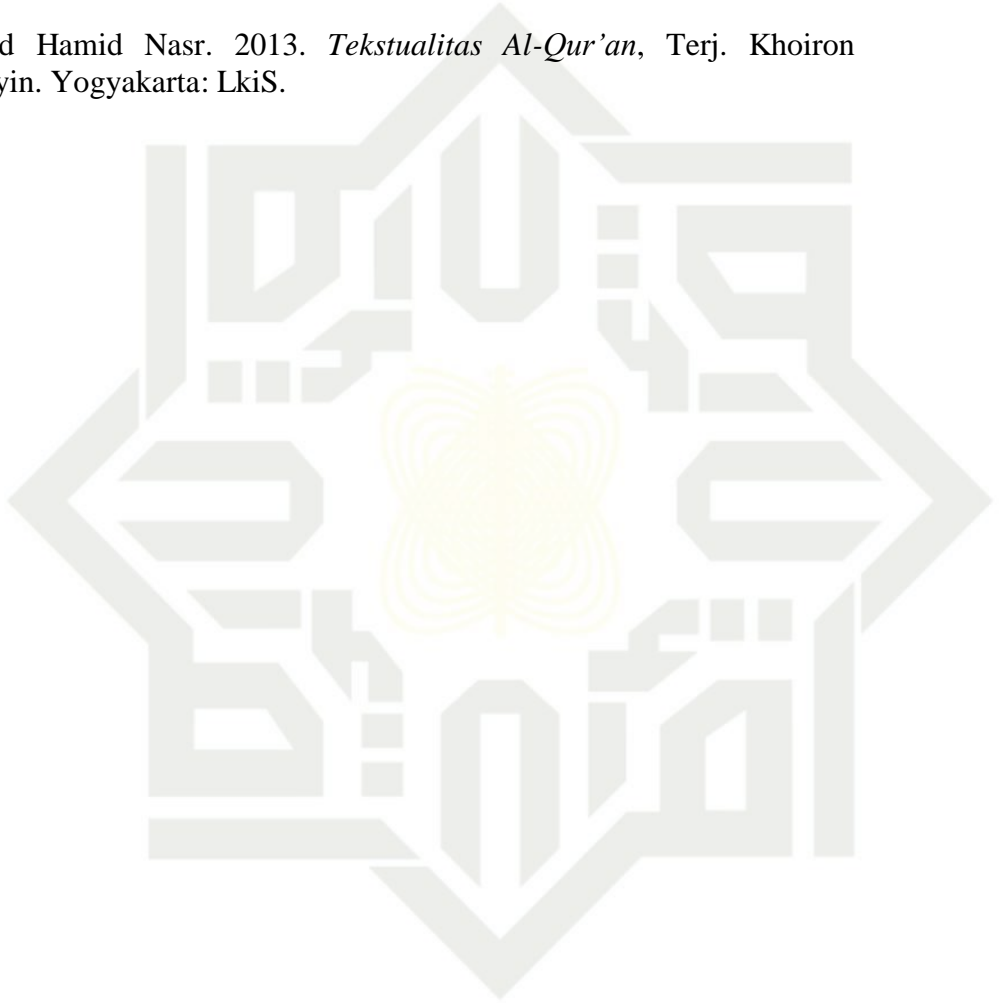 d Hamid Nasr. 2013. Tekstualitas Al-Qur’an, Terj. Khoiron
yin. Yogyakarta: LkiS.